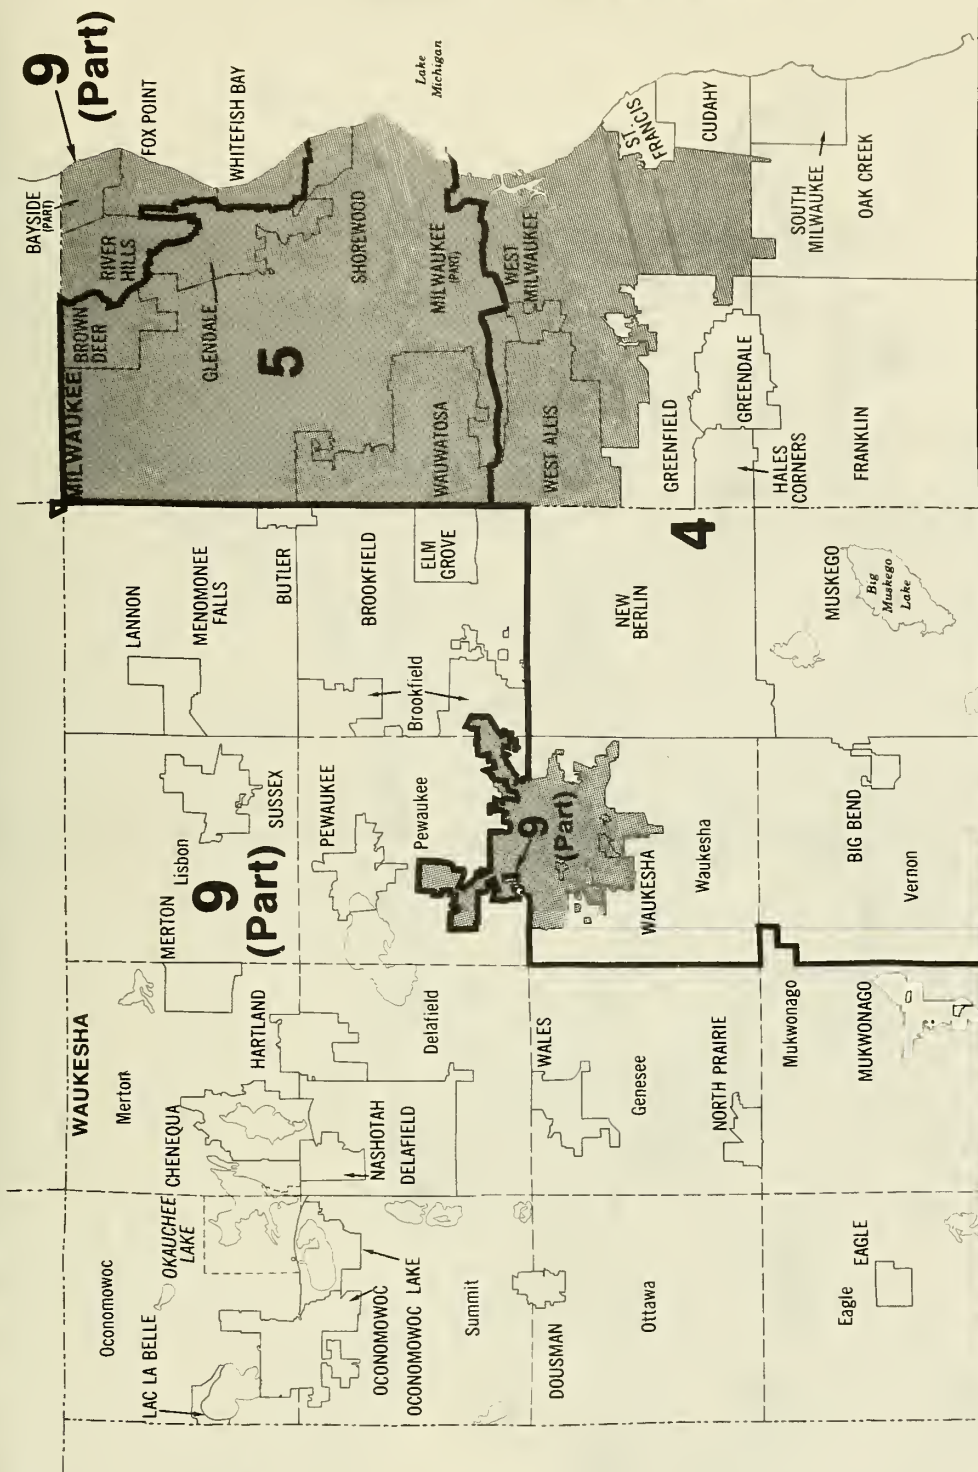 WAUKESHA
MILWAUKEE
9
(Part)
BAYSIDE
(PART)
FOX POINT
RIVER
HILLS
BROWN
DEER
WHITEFISH BAY
GLENDALE
5
SHOREWOOD
Lake
Michigan
MILWAUKEE
(PART)
WAUWATOSA
WEST
MILWAUKEE
WEST ALLIS
ST.
FRANCIS
CUDAHY
GREENFIELD
GREENDALE
HALES
CORNERS
SOUTH
MILWAUKEE
OAK CREEK
FRANKLIN
4
Oconomowoc
LAC LA BELLE
OKAUCHEE
LAKE
Merton
CHENEQUA
MERTON
Lisbon
SUSSEX
9
(Part)
LANNON
MENOMONEE
FALLS
BUTLER
HARTLAND
NASHOTAH
DELAFIELD
Delafield
OCONOMOWOC
OCONOMOWOC LAKE
Summit
PEWAUKEE
Pewaukee
BROOKFIELD
Brookfield
ELM
GROVE
9
(Part)
DOUSMAN
Ottawa
WALES
Genesee
NORTH PRAIRIE
WAUKESHA
Waukesha
NEW
BERLIN
Eagle
EAGLE
Mukwonago
MUKWONAGO
BIG BEND
Vernon
MUSKEGO
Big
Muskego
Lake